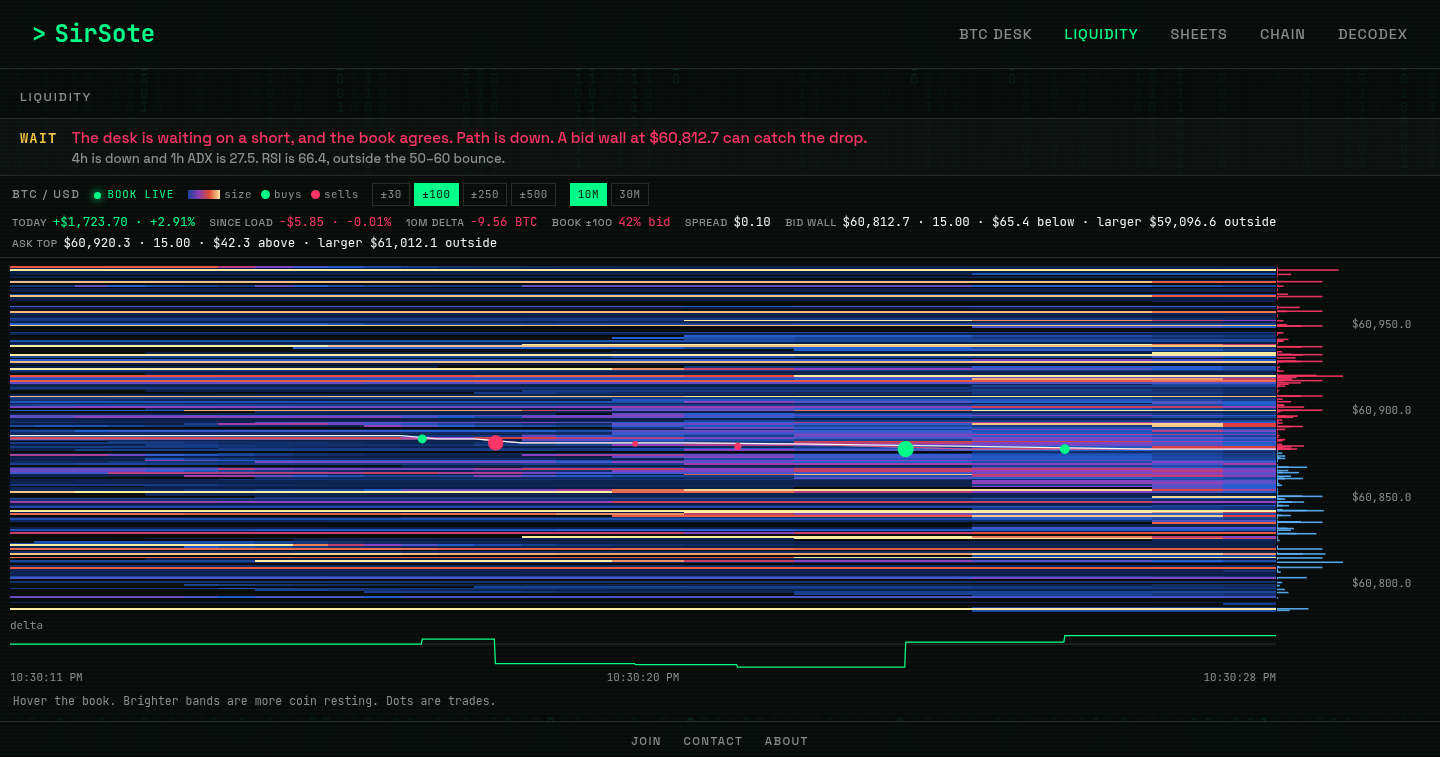 > SirSote
BTC DESK LIQUIDITY SHEETS CHAIN DECODEX
LIQUIDITY
WAIT The desk is waiting on a short, and the book agrees. Path is down. A bid wall at $60,812.7 can catch the drop.
4h is down and 1h ADX is 27.5. RSI is 66.4, outside the 50–60 bounce.
BTC / USD BOOK LIVE size buys sells ±30 ±100 ±250 ±500 10M 30M
TODAY +$1,723.70 · +2.91% SINCE LOAD -$5.85 · -0.01% 10M DELTA -9.56 BTC BOOK ±100 42% bid SPREAD $0.10 BID WALL $60,812.7 · 15.00 · $65.4 below · larger $59,096.6 outside
ASK TOP $60,920.3 · 15.00 · $42.3 above · larger $61,012.1 outside
$60,950.0
$60,900.0
$60,850.0
$60,800.0
delta
10:30:11 PM 10:30:20 PM 10:30:28 PM
Hover the book. Brighter bands are more coin resting. Dots are trades.
JOIN CONTACT ABOUT